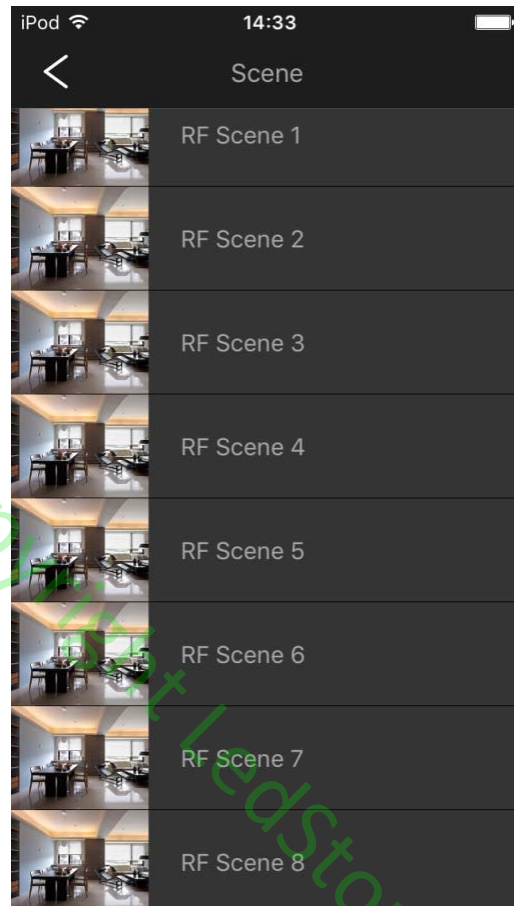 iPod 14:33
Scene
RF Scene 1
RF Scene 2
RF Scene 3
RF Scene 4
RF Scene 5
RF Scene 6
RF Scene 7
RF Scene 8